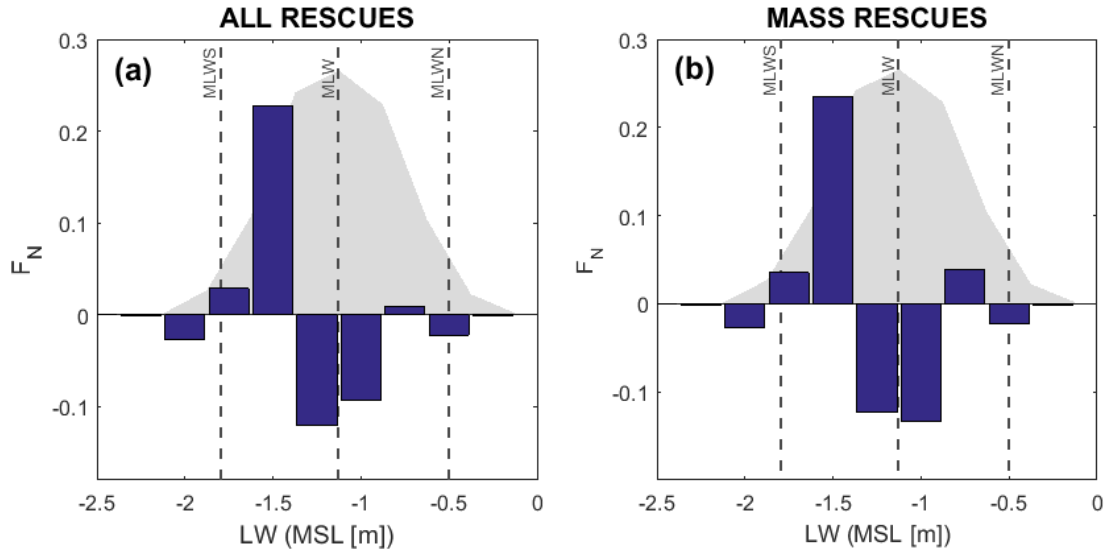 ALL RESCUES
(a)
MLWS
MLW
MLWN
0.3
0.2
0.1
0
-0.1
F_N
-2.5 -2 -1.5 -1 -0.5 0
LW (MSL [m])
MASS RESCUES
(b)
MLWS
MLW
MLWN
0.3
0.2
0.1
0
-0.1
F_N
-2.5 -2 -1.5 -1 -0.5 0
LW (MSL [m])